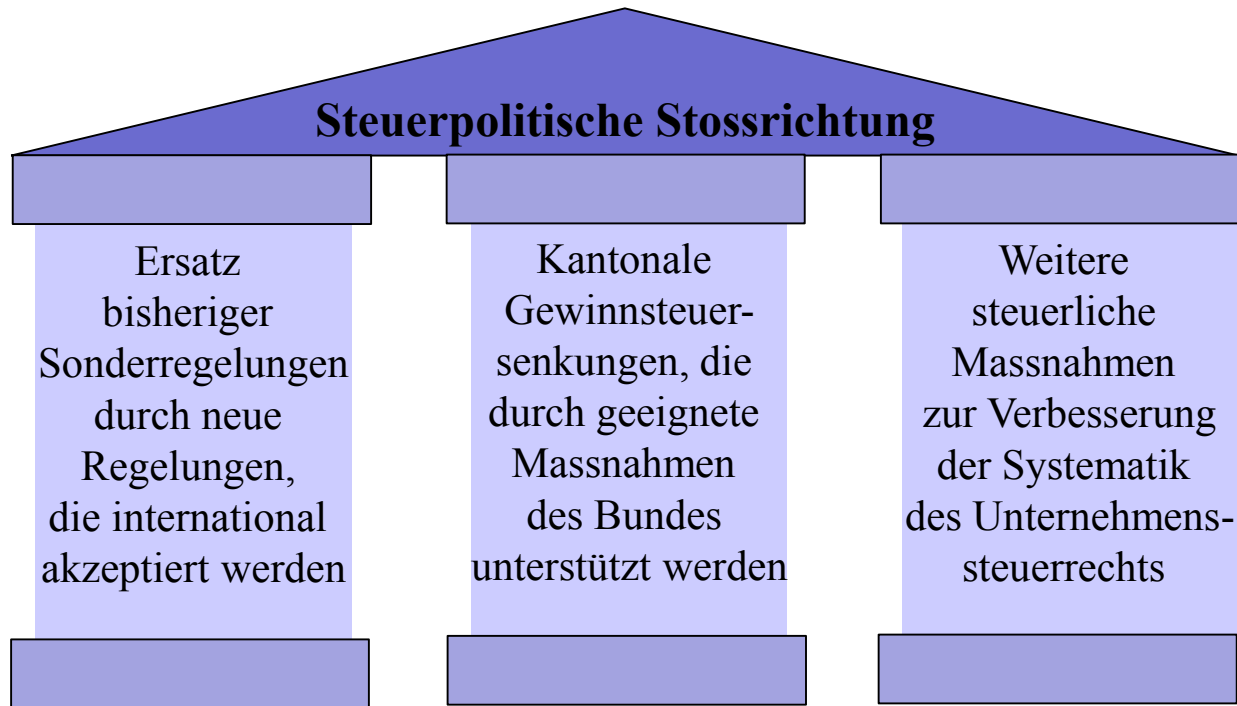 Steuerpolitische Stossrichtung
Ersatz
bisheriger
Sonderregelungen
durch neue
Regelungen,
die international
akzeptiert werden
Kantonale
Gewinnsteuer-
senkungen, die
durch geeignete
Massnahmen
des Bundes
unterstützt werden
Weitere
steuerliche
Massnahmen
zur Verbesserung
der Systematik
des Unternehmens-
steuerrechts